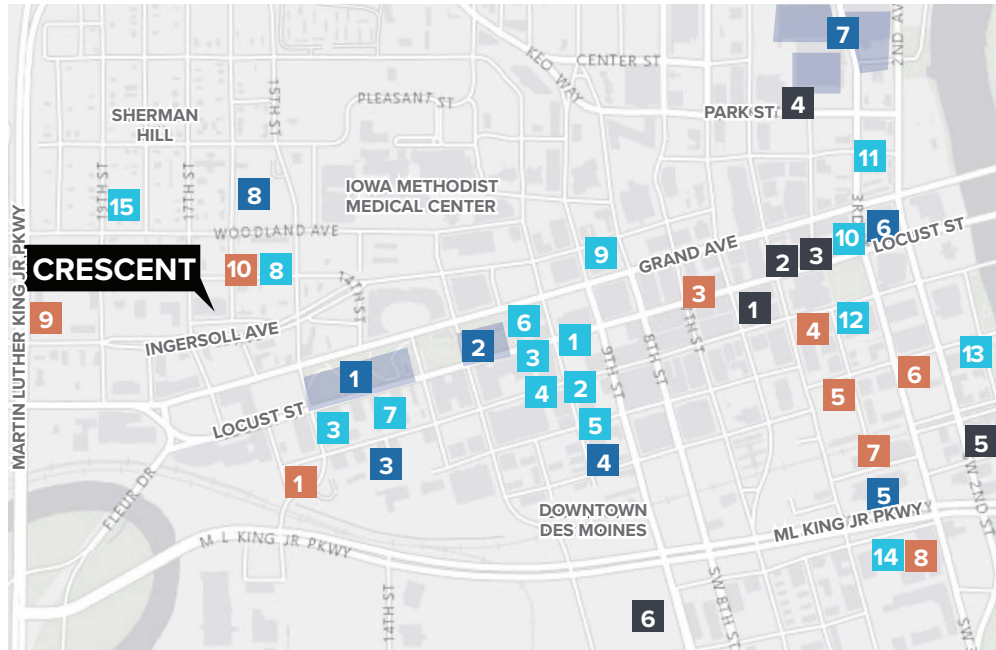 7
2ND AV
CENTER ST
KEO WAY
PLEASANT ST
15TH ST
4
PARK ST
SHERMAN
HILL
11
19TH ST
17TH ST
8
IOWA METHODIST
MEDICAL CENTER
15
3RD
6
WOODLAND AVE
10
LOCUST ST
9
GRAND AVE
3
2
CRESCENT
10
8
14TH ST
MARTIN LUTHER KING JR PKWY
3
1
9
INGERSOLL AVE
6
12
4
7TH ST
2
1
3
8TH ST
13
9TH ST
1
6
4
2
5
7
3
LOCUST ST
5
5
7
4
3
1
5
SW 2ND ST
FLEUR DR
DOWNTOWN
DES MOINES
ML KING JR PKWY
M L KING JR PKWY
14
8
14TH ST
SW 8TH ST
6